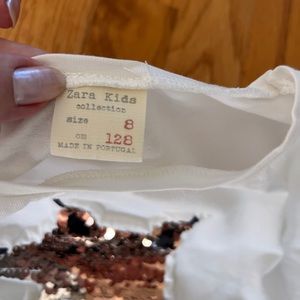 Zara Kids
collection
size 8
cm 128
MADE IN PORTUGAL